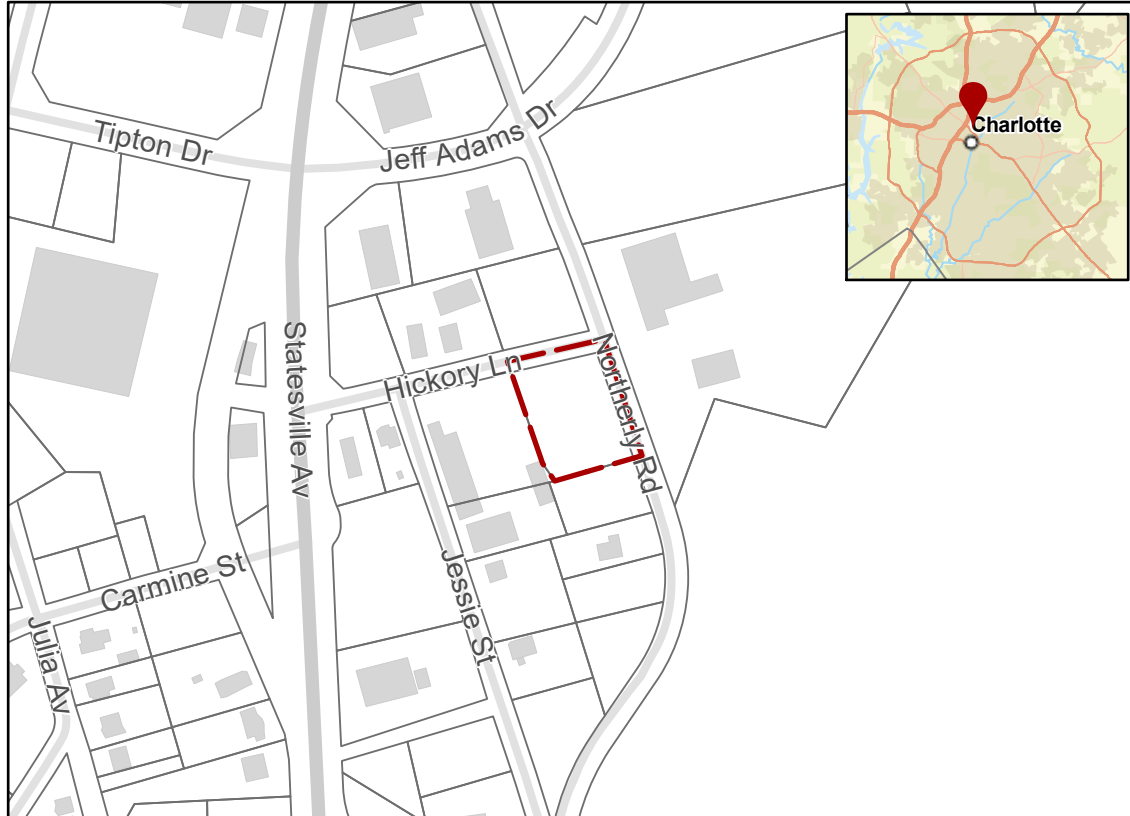 Charlotte
Tipton Dr
Jeff Adams Dr
Statesville Av
Hickory Ln
Northerly Rd
Carmine St
Jessie St
Julia Av